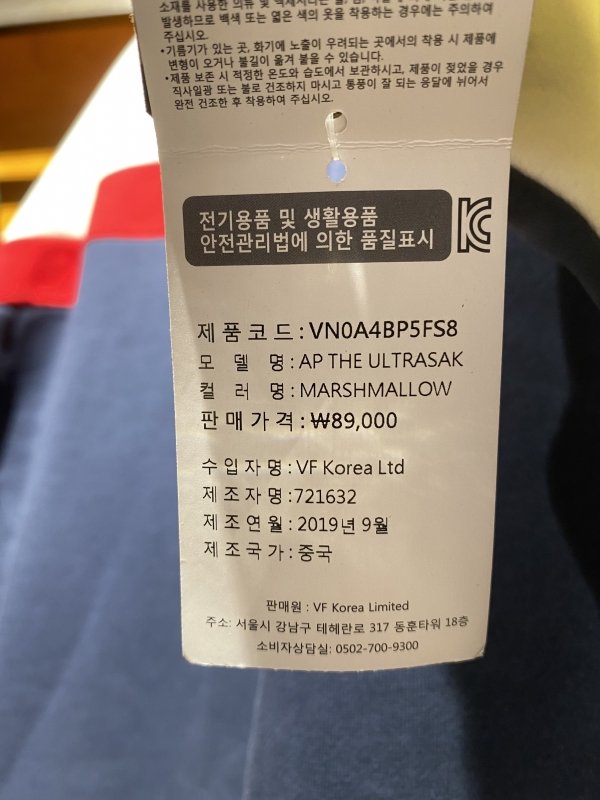 소재를 사용한 의류 및
발생하므로 백색 또는 엷은 색의 옷을 착용하는 경우에는 주의하여
주십시오.
•기름기가 있는 곳, 화기에 노출이 우려되는 곳에서의 착용 시 제품에
변형이 오거나 불길이 옮겨 붙을 수 있습니다.
•제품 보존 시 적정한 온도와 습도에서 보관하시고, 제품이 젖었을 경우
직사일광 또는 불로 건조하지 마시고 통풍이 잘 되는 응달에 뉘어서
완전 건조한 후 착용하여 주십시오.
전기용품 및 생활용품
안전관리법에 의한 품질표시
제품코드 : VN0A4BP5FS8
모델명 : AP THE ULTRASAK
컬러명 : MARSHMALLOW
판매가격 : ₩89,000
수입자명 : VF Korea Ltd
제조자명 :721632
제조연월 : 2019년 9월
제조국가 : 중국
판매원 : VF Korea Limited
주소: 서울시 강남구 테헤란로 317 동훈타워 18층
소비자상담실: 0502-700-9300